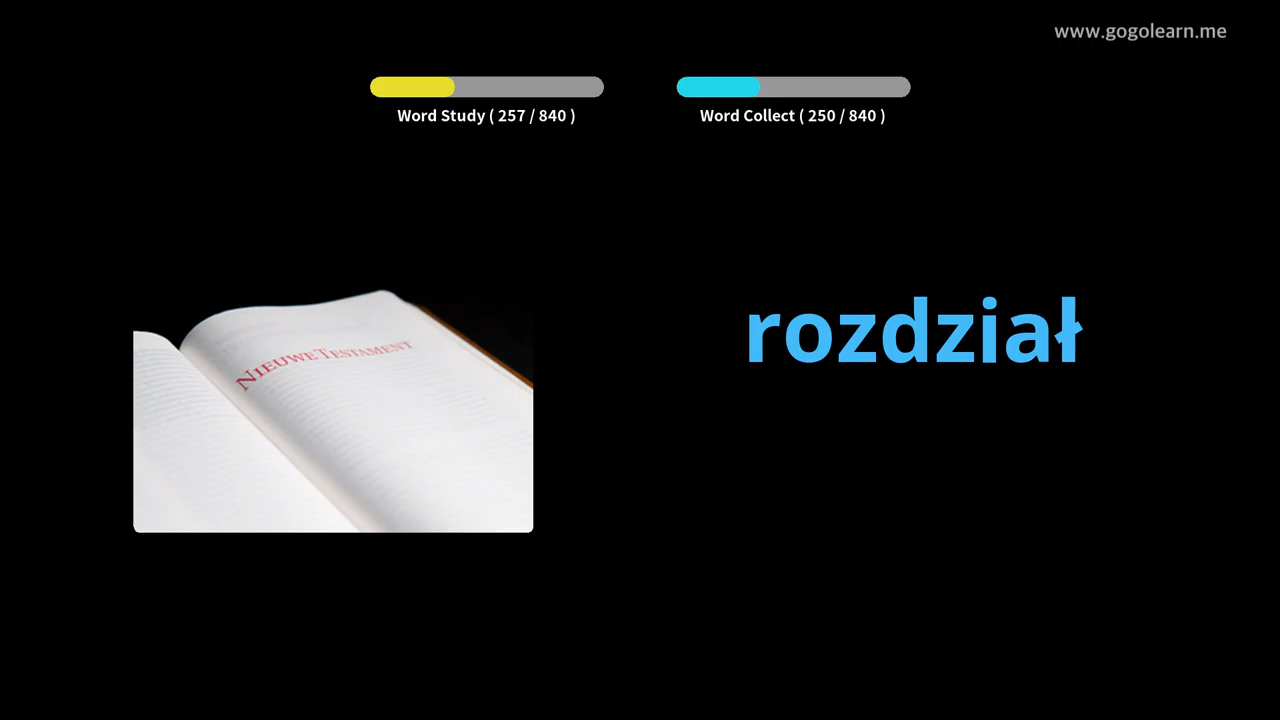 www.gogolearn.me
Word Study ( 257 / 840 )
Word Collect ( 250 / 840 )
NIEUWE TESTAMENT
rozdział